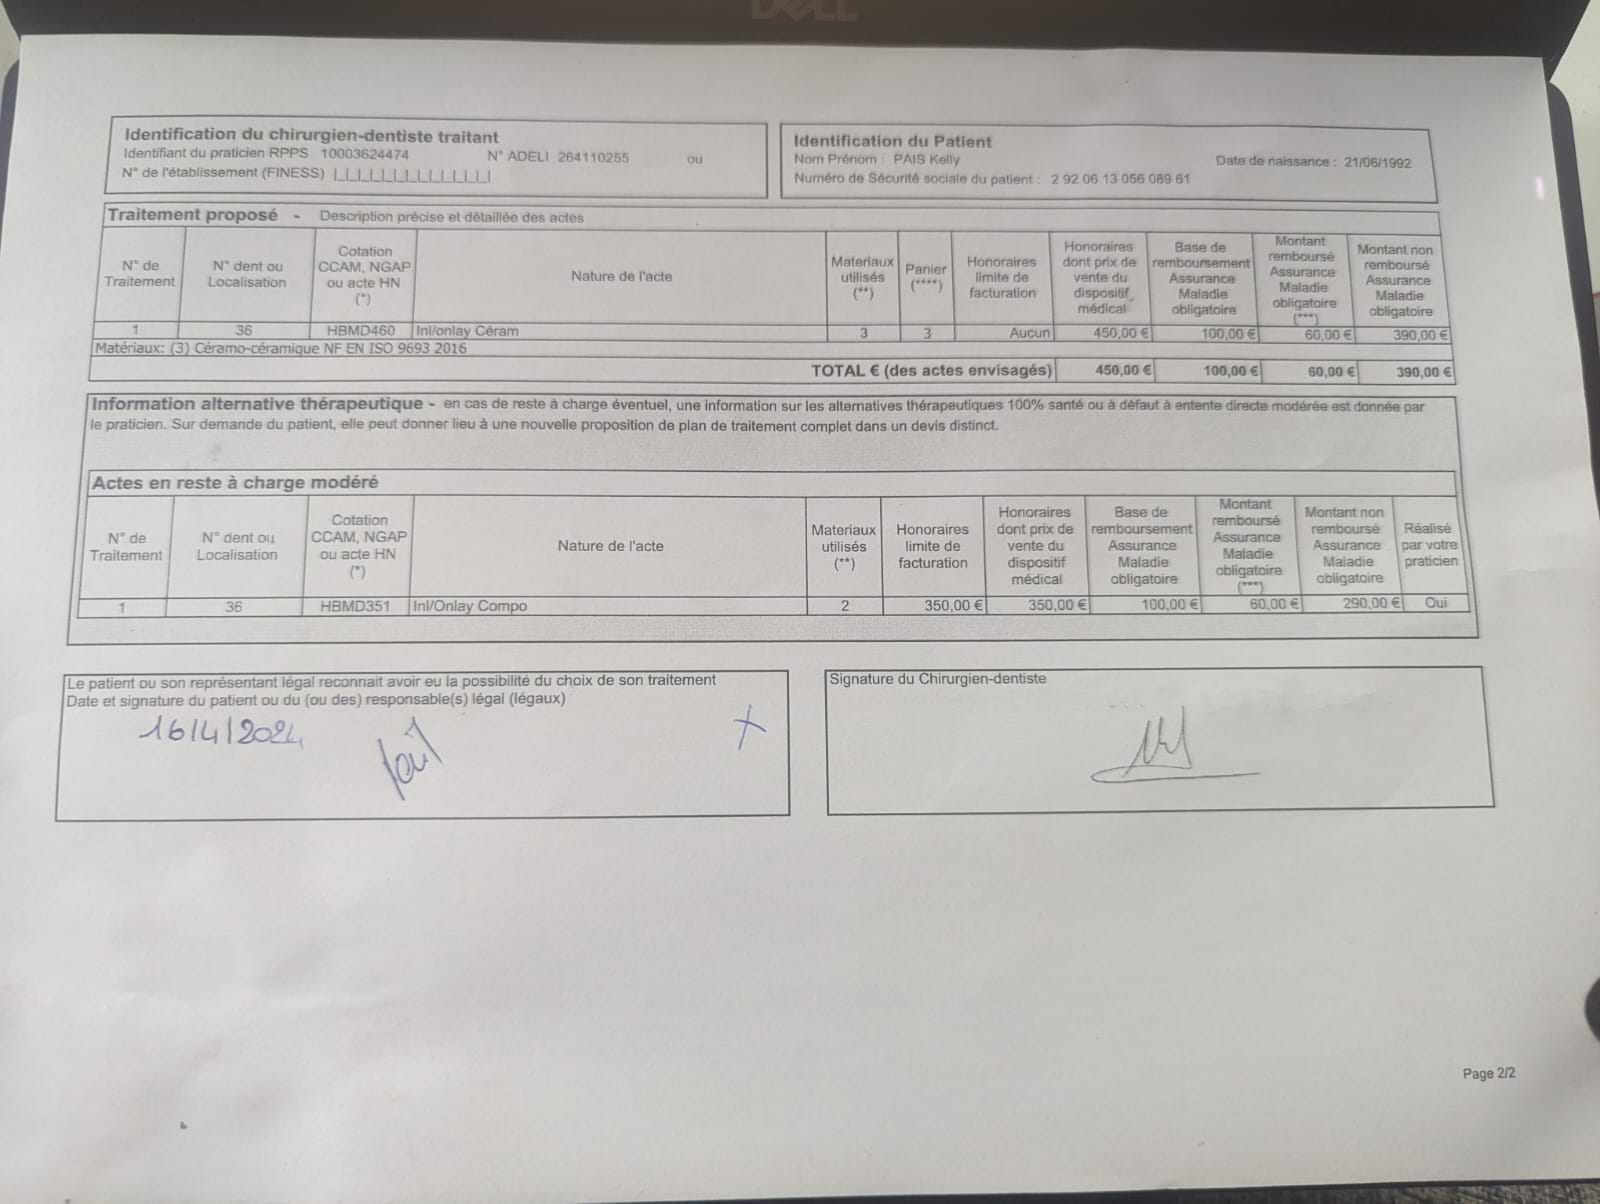 DELL
Identification du chirurgien-dentiste traitant
Identifiant du praticien RPPS 10003624474 N° ADELI 264110255 ou
N° de l'établissement (FINESS)
Identification du Patient
Nom Prénom : PAIS Kelly Date de naissance : 21/06/1992
Numéro de Sécurité sociale du patient : 2 92 06 13 056 089 61
Traitement proposé - Description précise et détaillée des actes
N° de Traitement
N° dent ou Localisation
Cotation CCAM, NGAP ou acte HN (*)
Nature de l'acte
Materiaux utilisés (**)
Panier (****)
Honoraires limite de facturation
Honoraires dont prix de vente du dispositif médical
Base de remboursement Assurance Maladie obligatoire
Montant remboursé Assurance Maladie obligatoire (***)
Montant non remboursé Assurance Maladie obligatoire
1 36 HBMD460 Inl/onlay Céram 3 3 Aucun 450,00 € 100,00 € 60,00 € 390,00 €
Matériaux: (3) Céramo-céramique NF EN ISO 9693 2016
TOTAL € (des actes envisagés) 450,00 € 100,00 € 60,00 € 390,00 €
Information alternative thérapeutique - en cas de reste à charge éventuel, une information sur les alternatives thérapeutiques 100% santé ou à défaut à entente directe modérée est donnée par
le praticien. Sur demande du patient, elle peut donner lieu à une nouvelle proposition de plan de traitement complet dans un devis distinct.
Actes en reste à charge modéré
N° de Traitement
N° dent ou Localisation
Cotation CCAM, NGAP ou acte HN (*)
Nature de l'acte
Materiaux utilisés (**)
Honoraires limite de facturation
Honoraires dont prix de vente du dispositif médical
Base de remboursement Assurance Maladie obligatoire
Montant remboursé Assurance Maladie obligatoire (***)
Montant non remboursé Assurance Maladie obligatoire
Réalisé par votre praticien
1 36 HBMD351 Inl/Onlay Compo 2 350,00 € 350,00 € 100,00 € 60,00 € 290,00 € Oui
Le patient ou son représentant légal reconnait avoir eu la possibilité du choix de son traitement
Date et signature du patient ou du (ou des) responsable(s) légal (légaux)
16/4/2024
Signature du Chirurgien-dentiste
Page 2/2